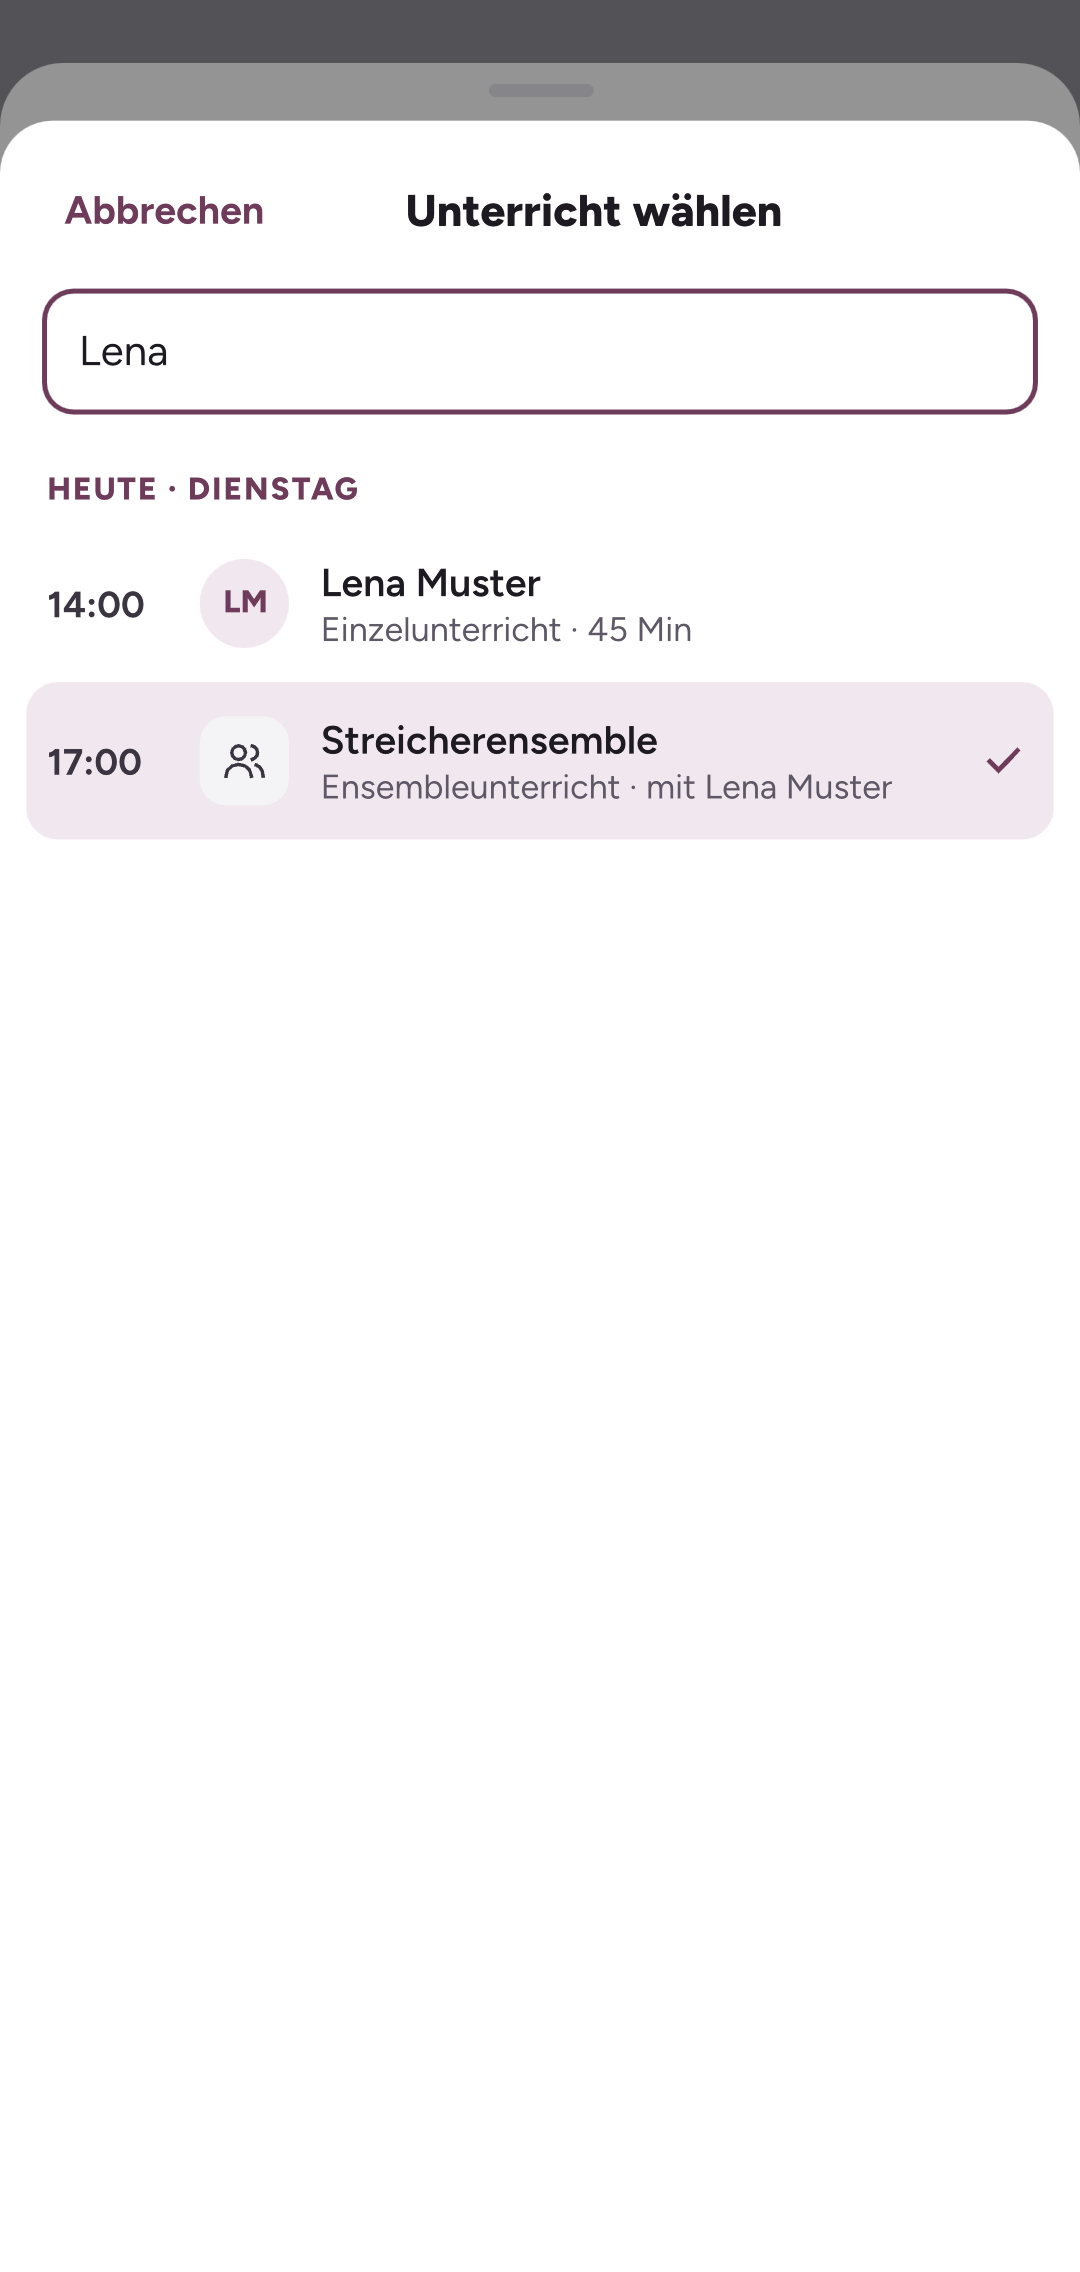 Abbrechen
Unterricht wählen
Lena
HEUTE · DIENSTAG
14:00
LM
Lena Muster
Einzelunterricht · 45 Min
17:00
Streicherensemble
Ensembleunterricht · mit Lena Muster